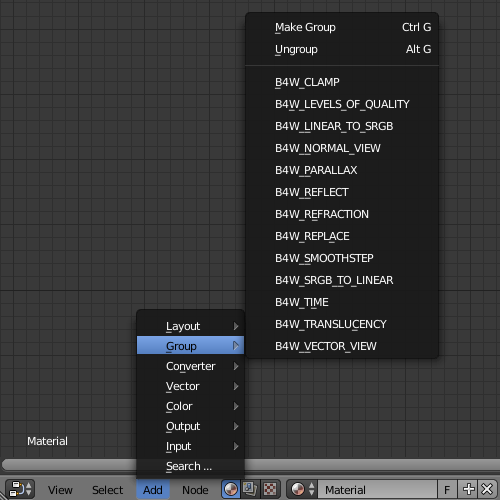 Make Group Ctrl G
Ungroup Alt G
B4W_CLAMP
B4W_LEVELS_OF_QUALITY
B4W_LINEAR_TO_SRGB
B4W_NORMAL_VIEW
B4W_PARALLAX
B4W_REFLECT
B4W_REFRACTION
B4W_REPLACE
B4W_SMOOTHSTEP
B4W_SRGB_TO_LINEAR
B4W_TIME
B4W_TRANSLUCENCY
B4W_VECTOR_VIEW
Layout
Group
Converter
Vector
Color
Output
Input
Search ...
Material
View Select Add Node Material F